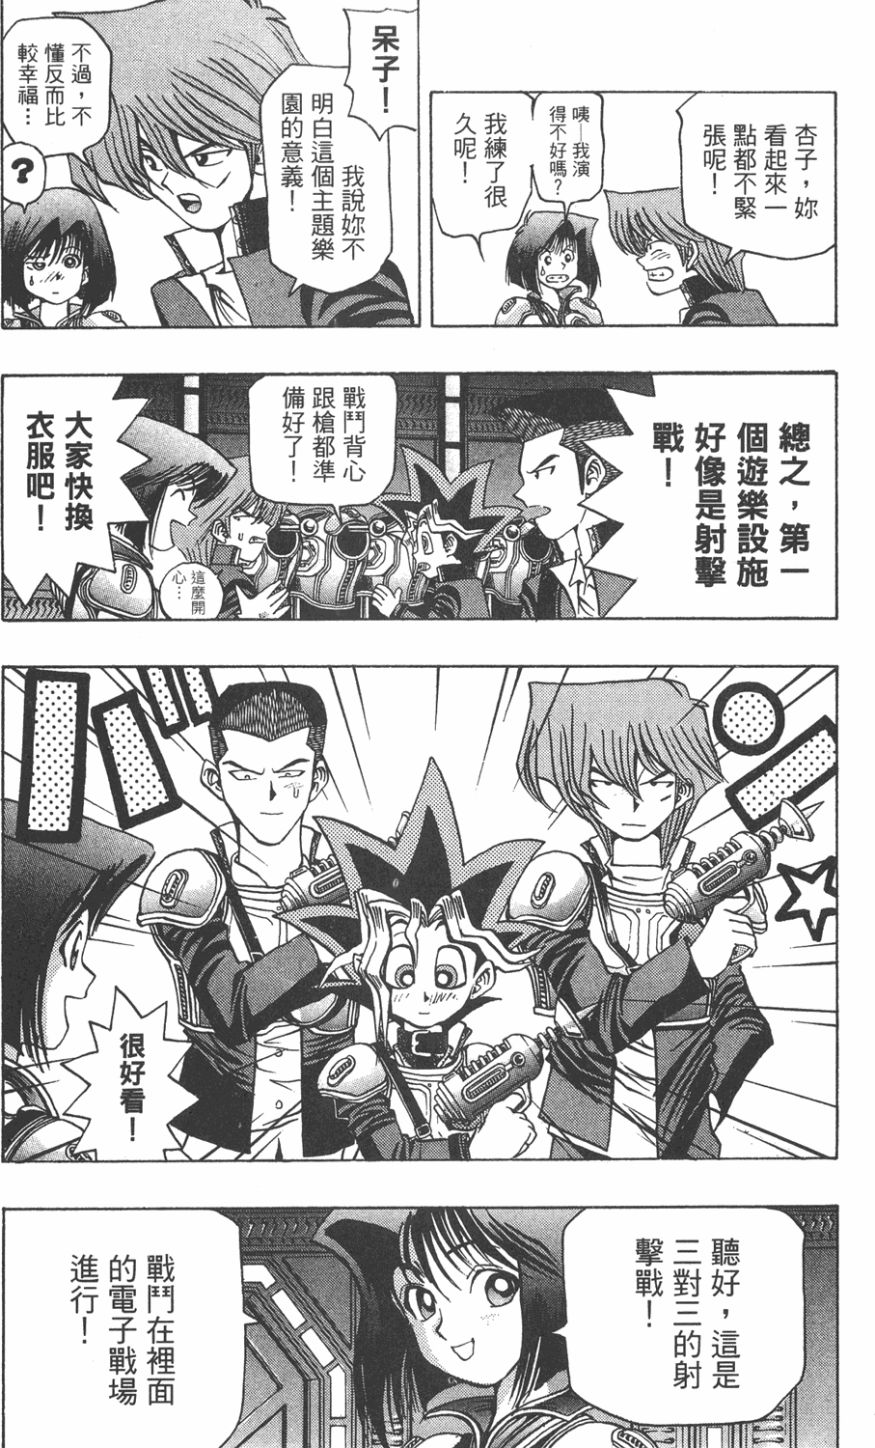 杏子，妳
看起來一
點都不緊
張呢！
咦—我演
得不好嗎？
我練了很
久呢！
呆子！
我說妳不
明白這個主題樂
園的意義！
不過，不
懂反而比
較幸福…
？
總之，第一
個遊樂設施
好像是射擊
戰！
戰鬥背心
跟槍都準
備好了！
這麼開
心…
大家快換
衣服吧！
很好看！
聽好，這是
三對三的射
擊戰！
戰鬥在裡面
的電子戰場
進行！